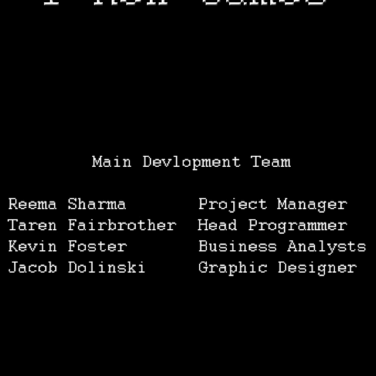 Main Devlopment Team
Reema Sharma Project Manager
Taren Fairbrother Head Programmer
Kevin Foster Business Analysts
Jacob Dolinski Graphic Designer